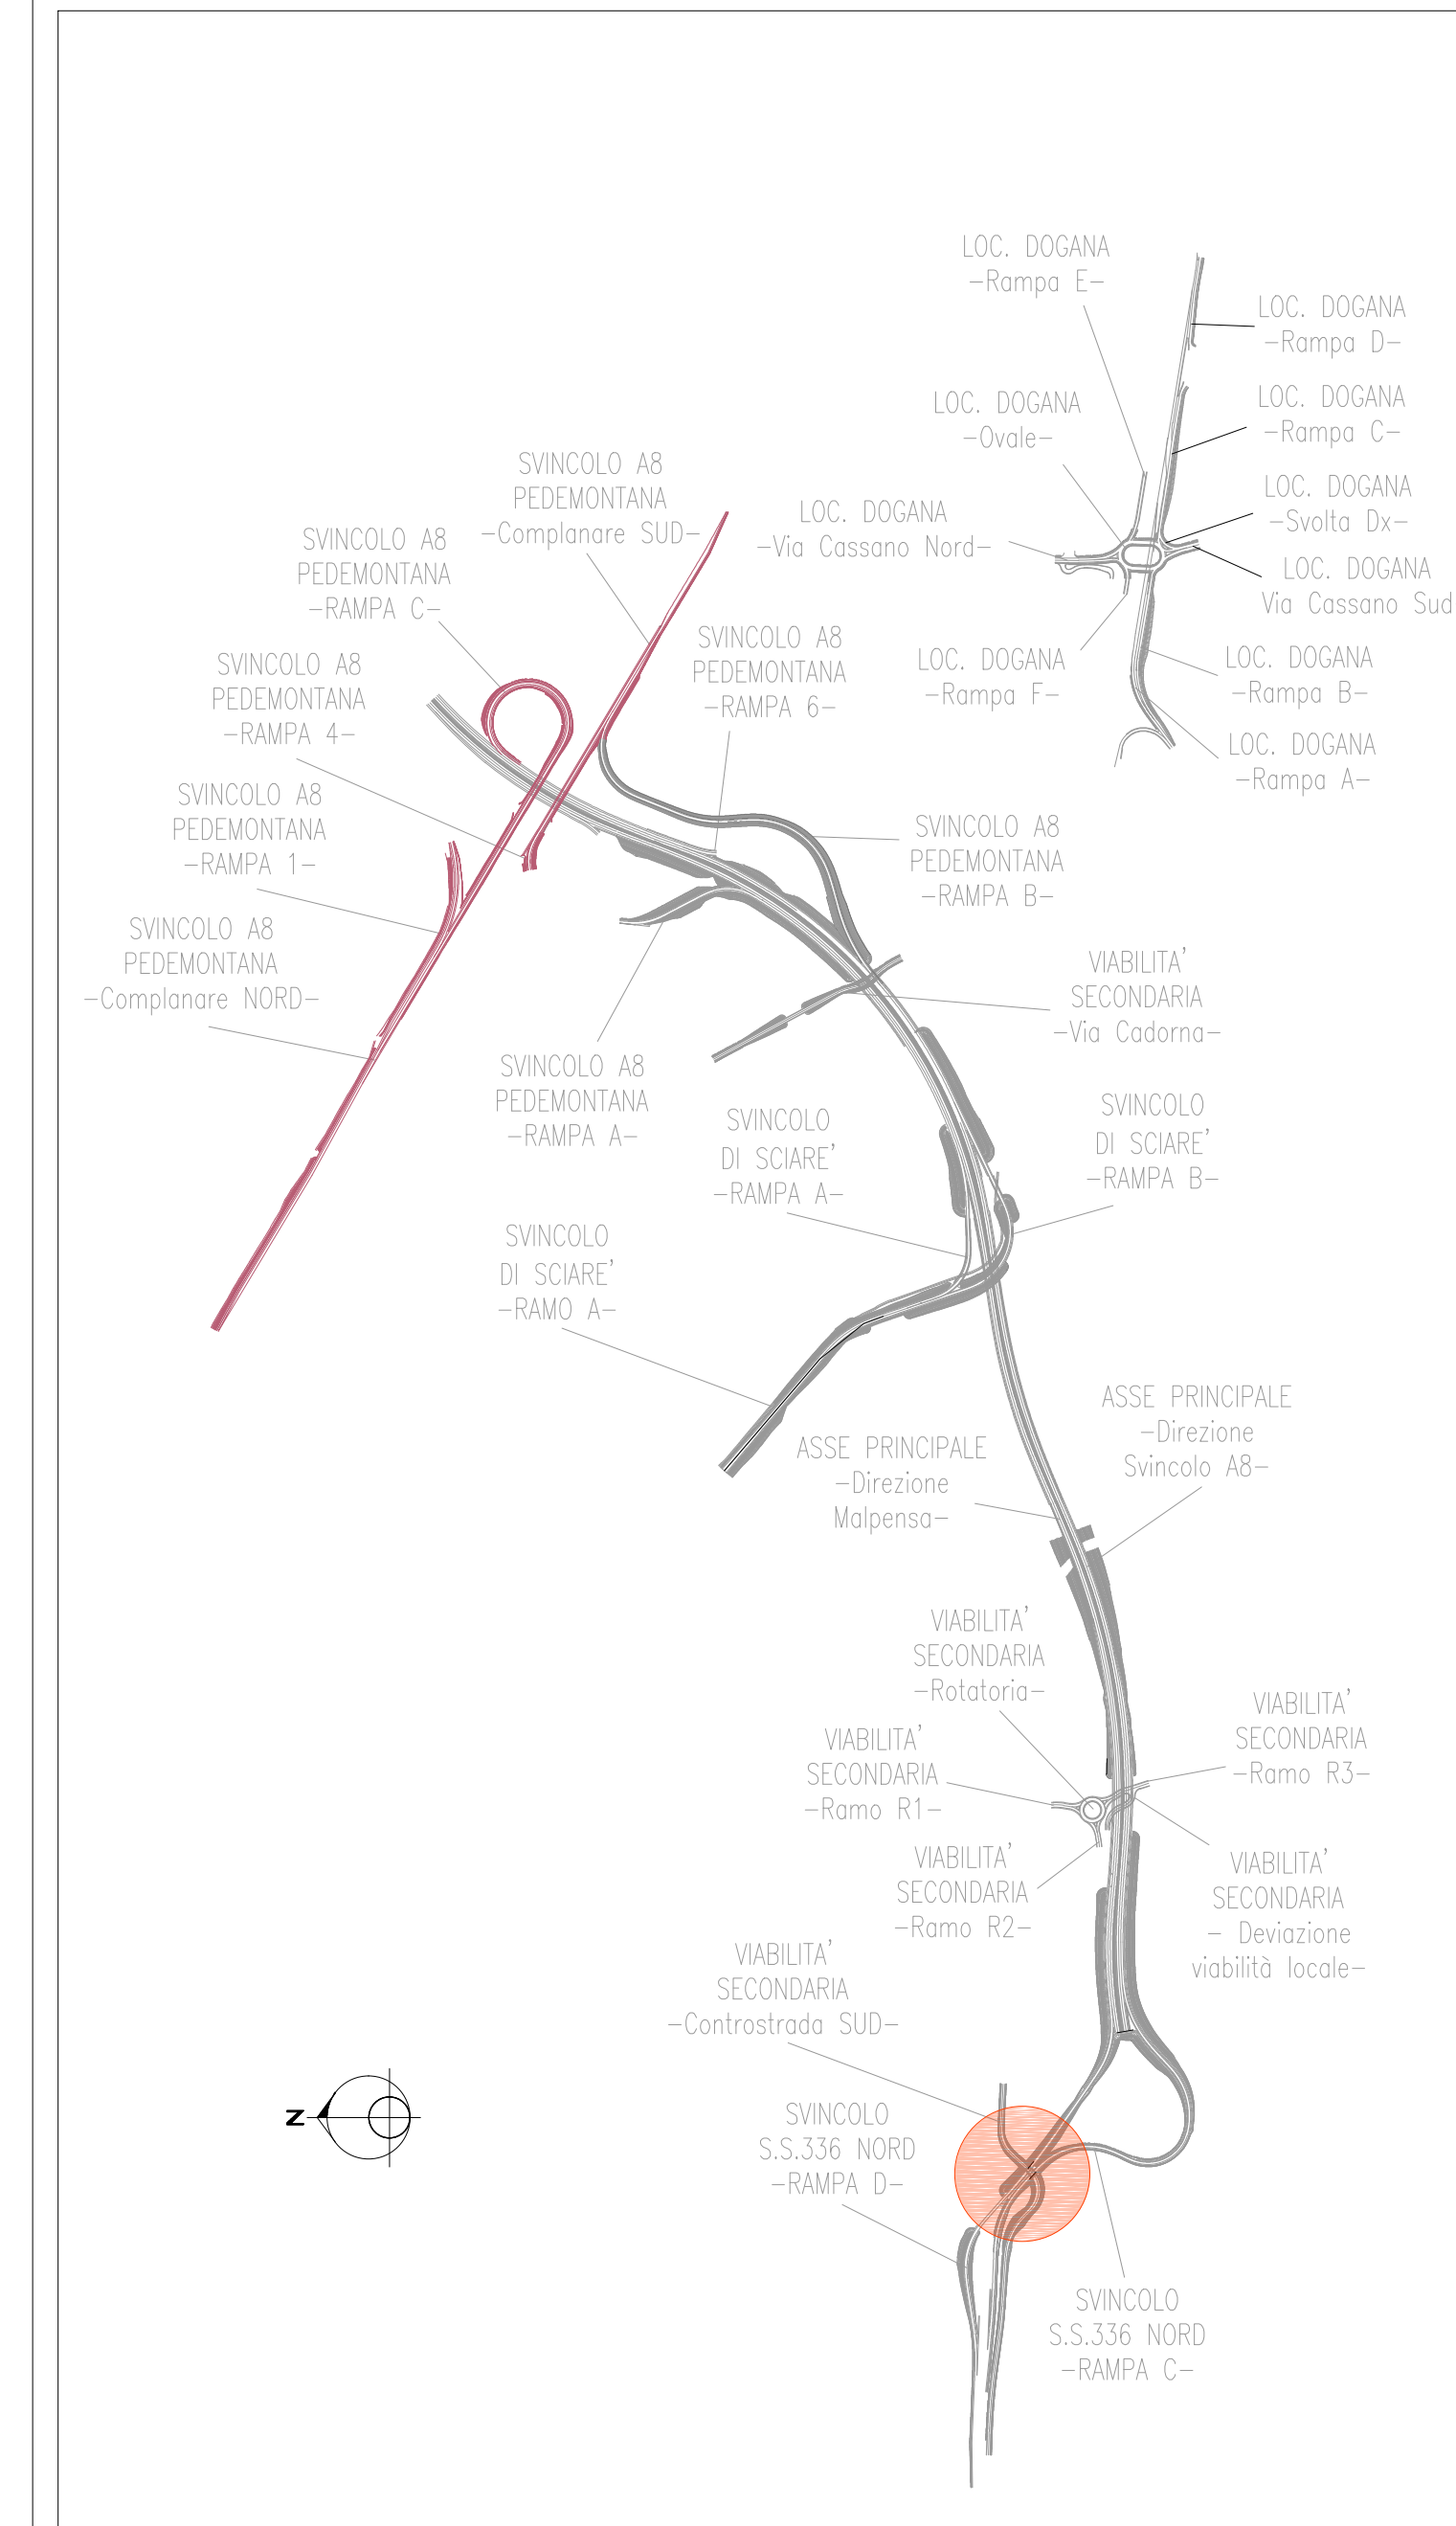 LOC. DOGANA
-Rampa E-
LOC. DOGANA
-Rampa D-
LOC. DOGANA
-Ovale-
LOC. DOGANA
-Rampa C-
SVINCOLO A8
PEDEMONTANA
-Complanare SUD-
LOC. DOGANA
-Via Cassano Nord-
LOC. DOGANA
-Svolta Dx-
SVINCOLO A8
PEDEMONTANA
-RAMPA C-
LOC. DOGANA
Via Cassano Sud
SVINCOLO A8
PEDEMONTANA
-RAMPA 4-
SVINCOLO A8
PEDEMONTANA
-RAMPA 6-
LOC. DOGANA
-Rampa F-
LOC. DOGANA
-Rampa B-
LOC. DOGANA
-Rampa A-
SVINCOLO A8
PEDEMONTANA
-RAMPA 1-
SVINCOLO A8
PEDEMONTANA
-RAMPA B-
SVINCOLO A8
PEDEMONTANA
-Complanare NORD-
VIABILITA'
SECONDARIA
-Via Cadorna-
SVINCOLO A8
PEDEMONTANA
-RAMPA A-
SVINCOLO
DI SCIARE'
-RAMPA A-
SVINCOLO
DI SCIARE'
-RAMPA B-
SVINCOLO
DI SCIARE'
-RAMO A-
ASSE PRINCIPALE
-Direzione
Svincolo A8-
ASSE PRINCIPALE
-Direzione
Malpensa-
VIABILITA'
SECONDARIA
-Rotatoria-
VIABILITA'
SECONDARIA
-Ramo R3-
VIABILITA'
SECONDARIA
-Ramo R1-
VIABILITA'
SECONDARIA
-Ramo R2-
VIABILITA'
SECONDARIA
- Deviazione
viabilità locale-
VIABILITA'
SECONDARIA
-Controstrada SUD-
N
SVINCOLO
S.S.336 NORD
-RAMPA D-
SVINCOLO
S.S.336 NORD
-RAMPA C-